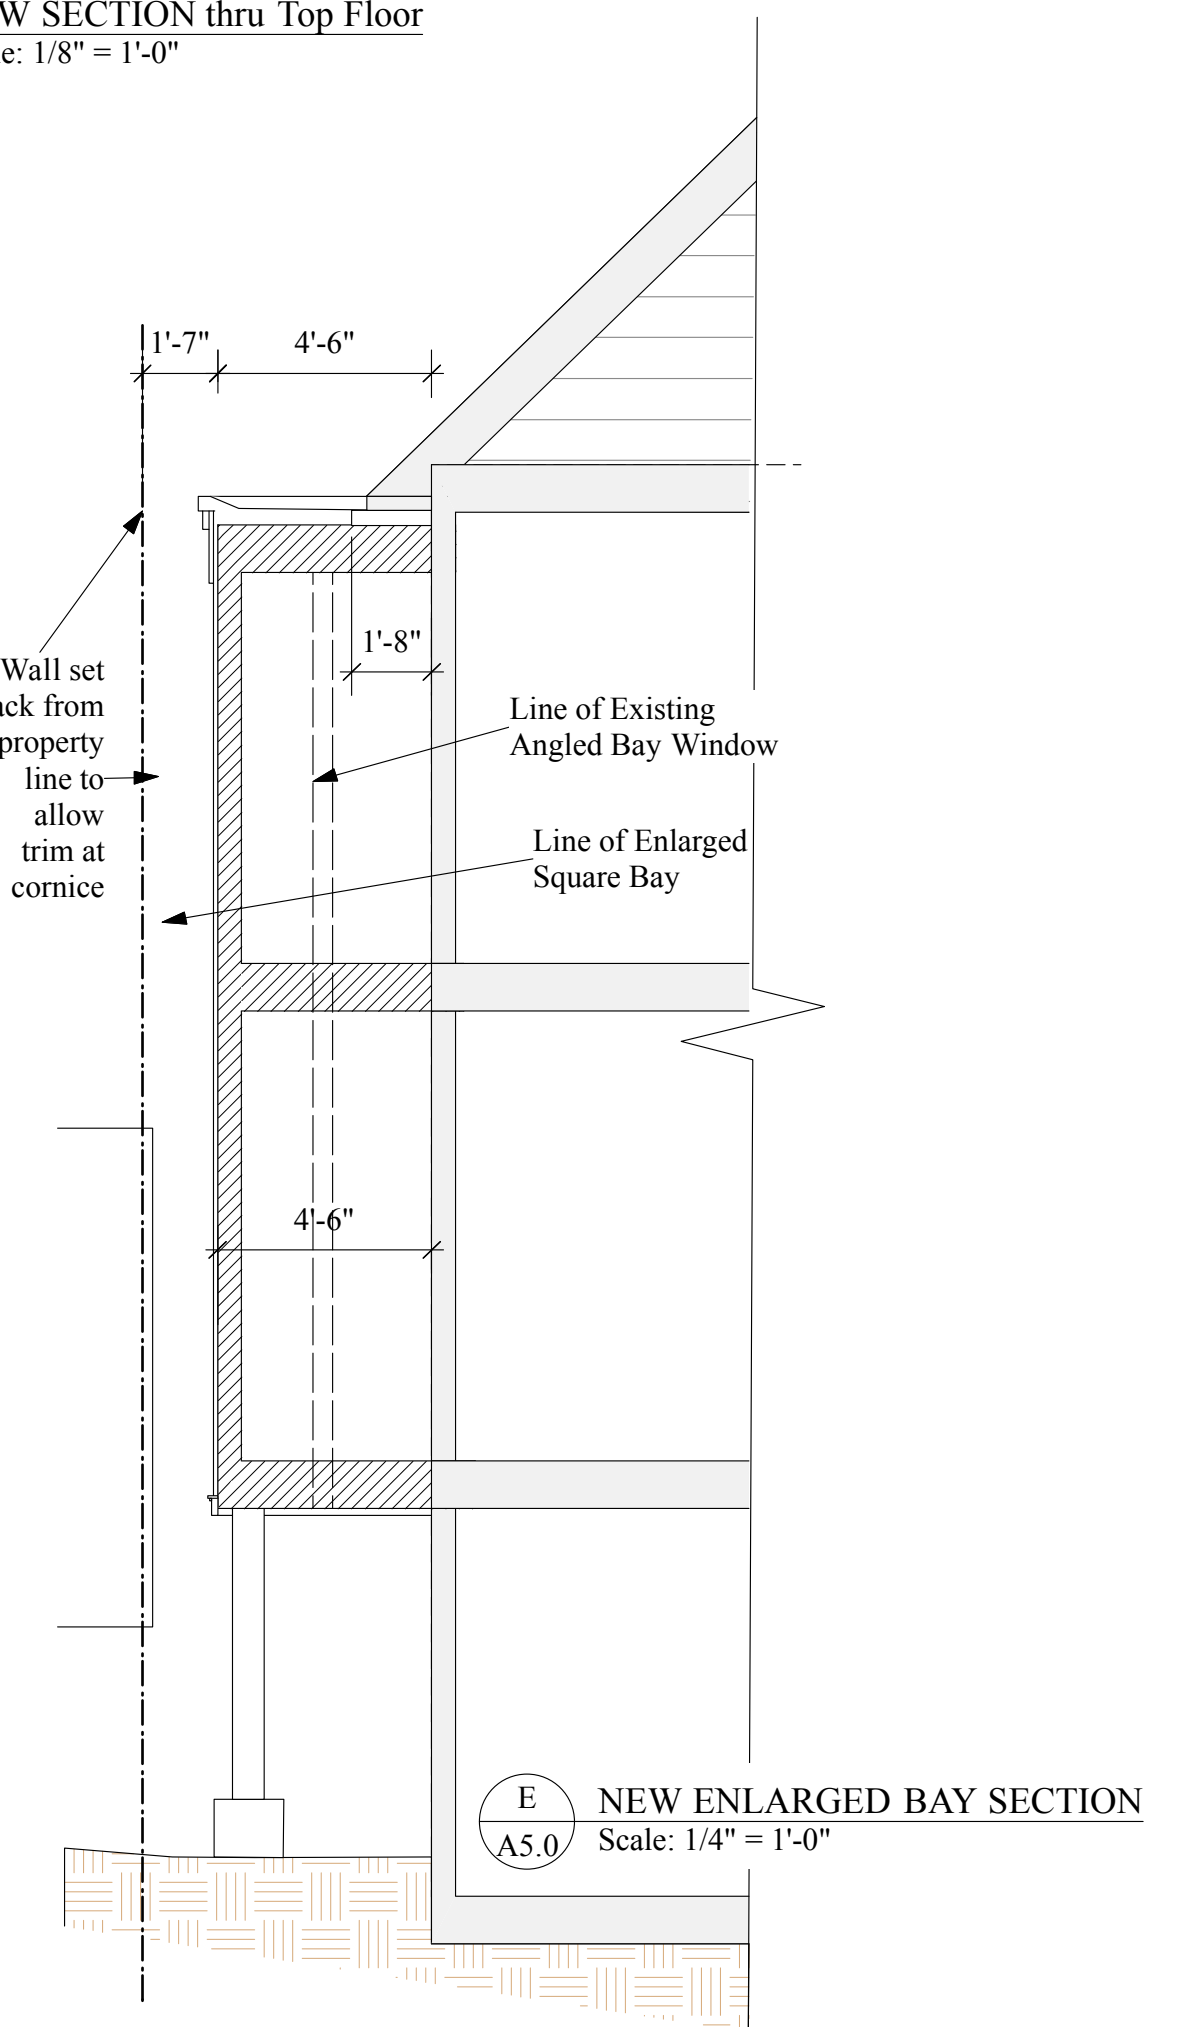 SECTION thru Top Floor
1/8" = 1'-0"
1'-7"
4'-6"
1'-8"
Wall set
from
property
line to
allow
trim at
cornice
Line of Existing
Angled Bay Window
Line of Enlarged
Square Bay
4'-6"
E
A5.0
NEW ENLARGED BAY SECTION
Scale: 1/4" = 1'-0"